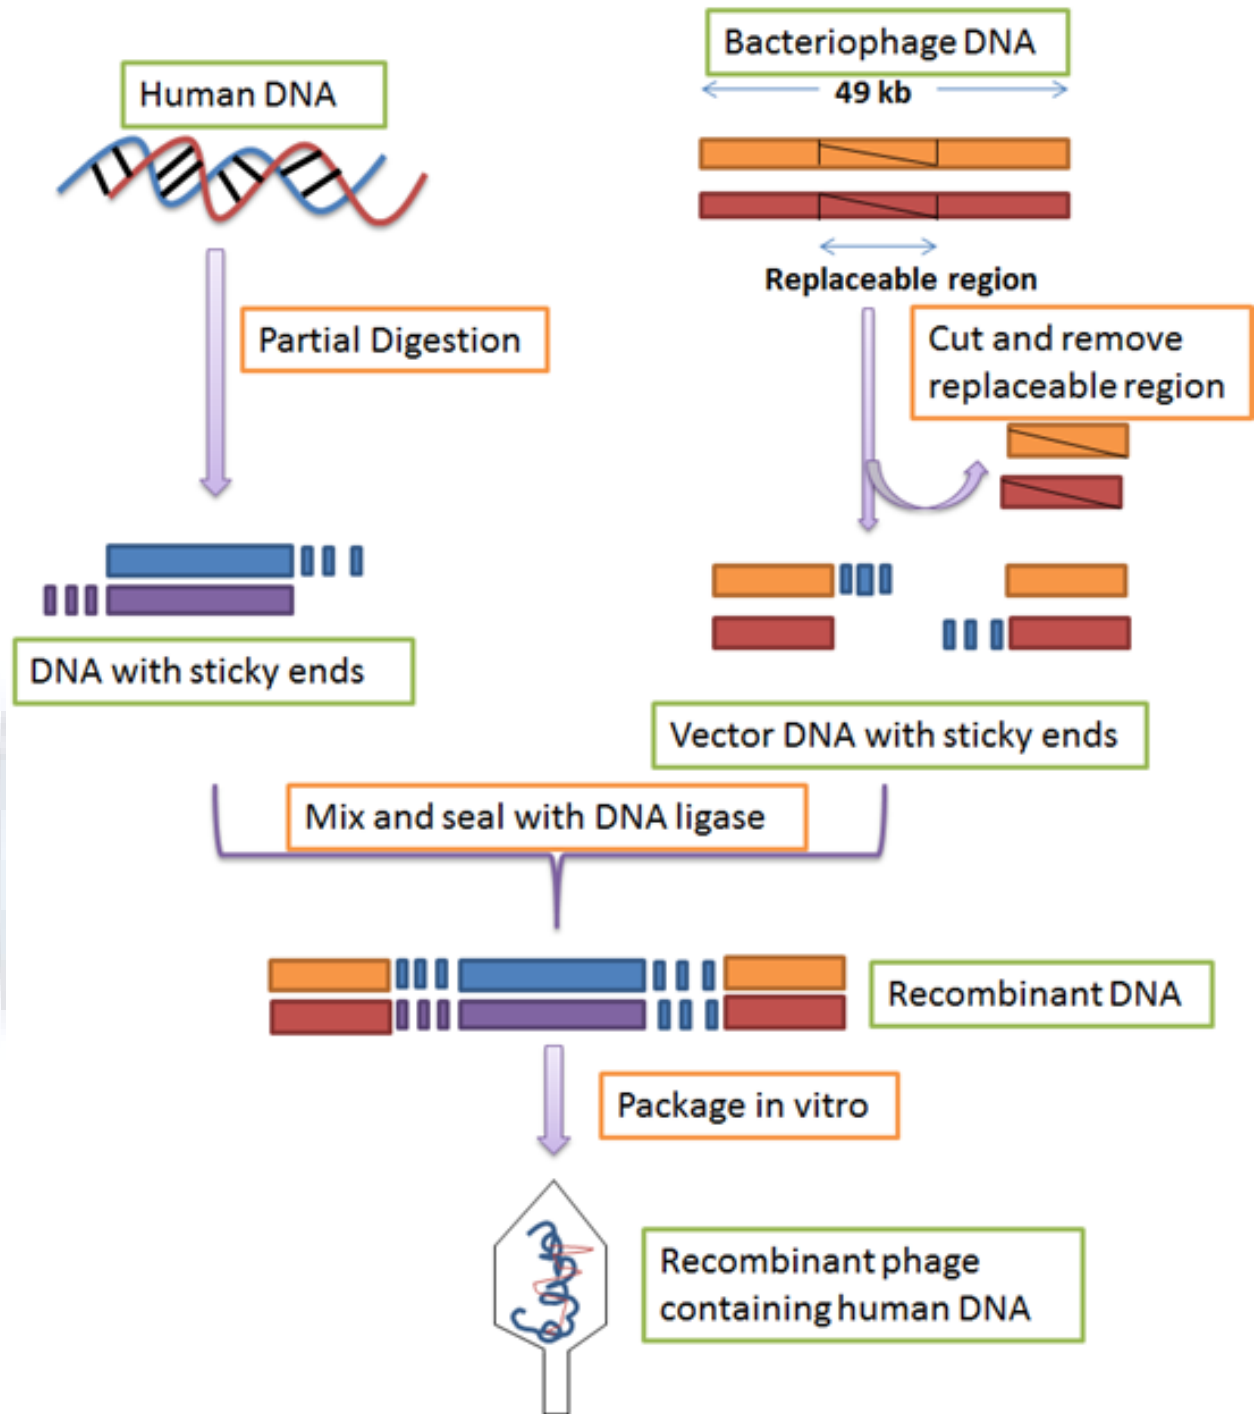 Human DNA
Bacteriophage DNA
49 kb
Replaceable region
Partial Digestion
Cut and remove
replaceable region
DNA with sticky ends
Vector DNA with sticky ends
Mix and seal with DNA ligase
Recombinant DNA
Package in vitro
Recombinant phage
containing human DNA